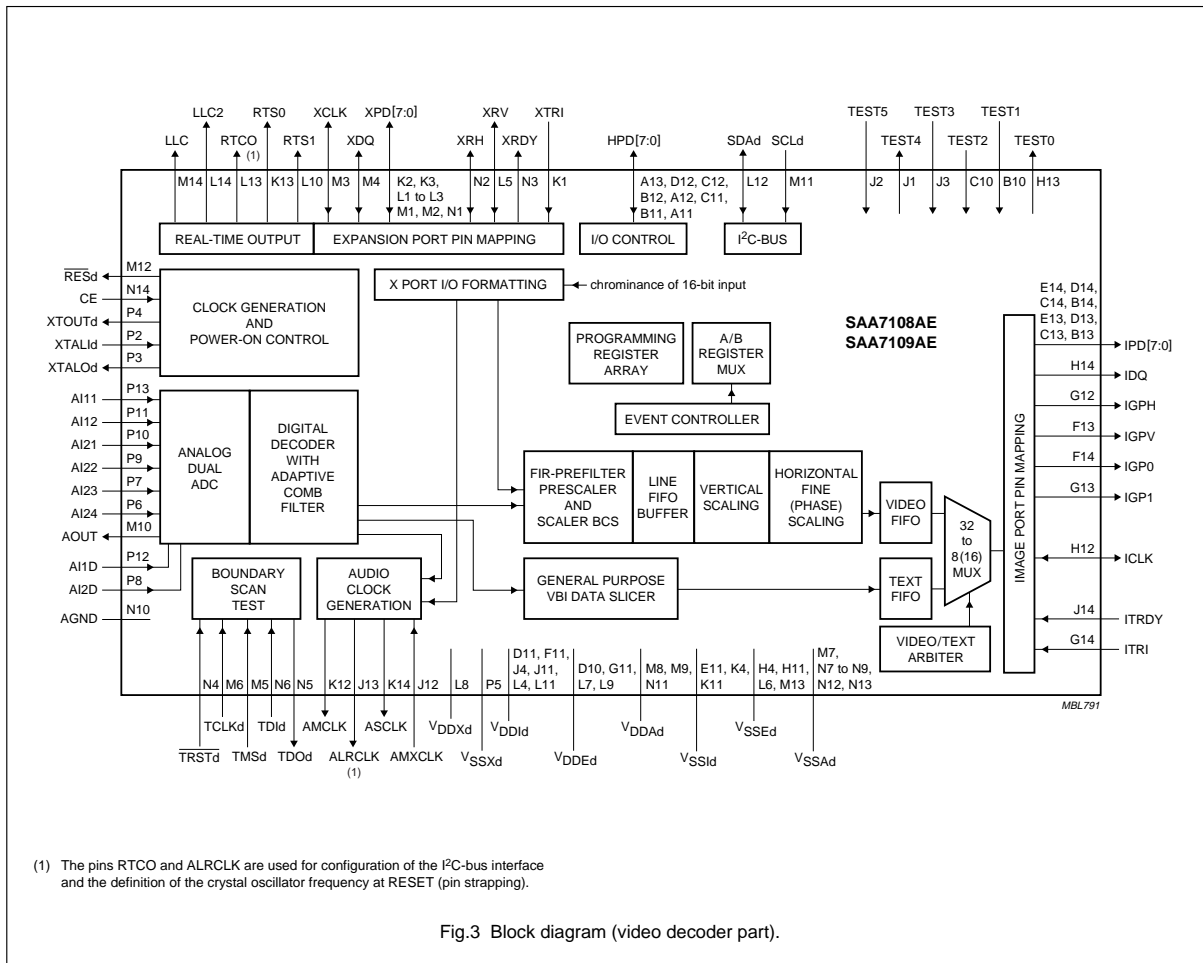 LLC2
RTS0
XCLK
XPD[7:0]
XRV
XTRI
TEST5
TEST3
TEST1
LLC
RTCO
(1)
RTS1
XDQ
XRH
XRDY
HPD[7:0]
SDAd
SCLd
TEST4
TEST2
TEST0
M14
L14
L13
K13
L10
M3
M4
K2, K3,
L1 to L3
M1, M2, N1
N2
L5
N3
K1
A13, D12, C12,
B12, A12, C11,
B11, A11
L12
M11
J2
J1
J3
C10
B10
H13
REAL-TIME OUTPUT
EXPANSION PORT PIN MAPPING
I/O CONTROL
I2C-BUS
RESd
M12
CE
N14
XTOUTd
P4
XTALId
P2
XTALOd
P3
CLOCK GENERATION
AND
POWER-ON CONTROL
X PORT I/O FORMATTING
chrominance of 16-bit input
PROGRAMMING
REGISTER
ARRAY
A/B
REGISTER
MUX
EVENT CONTROLLER
SAA7108AE
SAA7109AE
E14, D14,
C14, B14,
E13, D13,
C13, B13
IPD[7:0]
H14
IDQ
G12
IGPH
F13
IGPV
F14
IGP0
G13
IGP1
H12
ICLK
J14
ITRDY
G14
ITRI
IMAGE PORT PIN MAPPING
AI11
P13
AI12
P11
AI21
P10
AI22
P9
AI23
P7
AI24
P6
AOUT
M10
AI1D
P12
AI2D
P8
AGND
N10
ANALOG
DUAL
ADC
DIGITAL
DECODER
WITH
ADAPTIVE
COMB
FILTER
FIR-PREFILTER
PRESCALER
AND
SCALER BCS
LINE
FIFO
BUFFER
VERTICAL
SCALING
HORIZONTAL
FINE
(PHASE)
SCALING
VIDEO
FIFO
32
to
8(16)
MUX
BOUNDARY
SCAN
TEST
AUDIO
CLOCK
GENERATION
GENERAL PURPOSE
VBI DATA SLICER
TEXT
FIFO
VIDEO/TEXT
ARBITER
N4
M6
M5
N6
N5
K12
J13
K14
J12
L8
P5
D11, F11,
J4, J11,
L4, L11
D10, G11,
L7, L9
M8, M9,
N11
E11, K4,
K11
H4, H11,
L6, M13
M7,
N7 to N9,
N12, N13
MBL791
TCLKd
TDId
AMCLK
ASCLK
VDDXd
VDDId
VDDAd
VSSEd
TRSTd
TMSd
TDOd
ALRCLK
(1)
AMXCLK
VSSXd
VDDEd
VSSId
VSSAd
(1) The pins RTCO and ALRCLK are used for configuration of the I2C-bus interface
and the definition of the crystal oscillator frequency at RESET (pin strapping).
Fig.3 Block diagram (video decoder part).